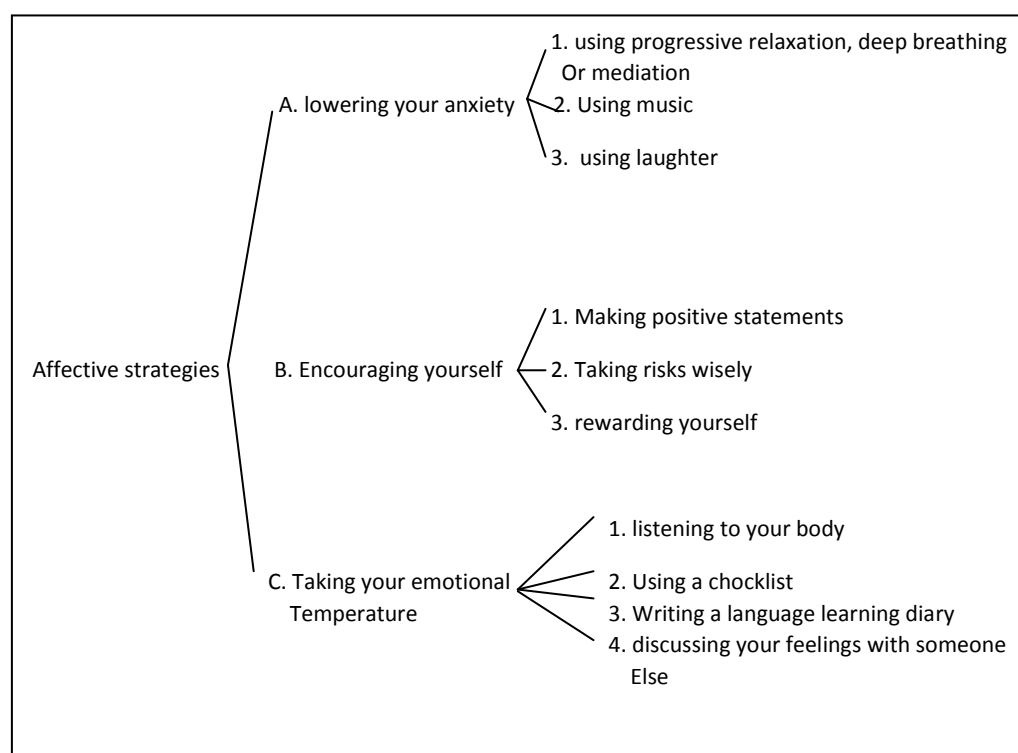 1. using progressive relaxation, deep breathing
Or mediation
A. lowering your anxiety
2. Using music
3. using laughter
1. Making positive statements
Affective strategies
B. Encouraging yourself
2. Taking risks wisely
3. rewarding yourself
1. listening to your body
C. Taking your emotional
Temperature
2. Using a chocklist
3. Writing a language learning diary
4. discussing your feelings with someone
Else